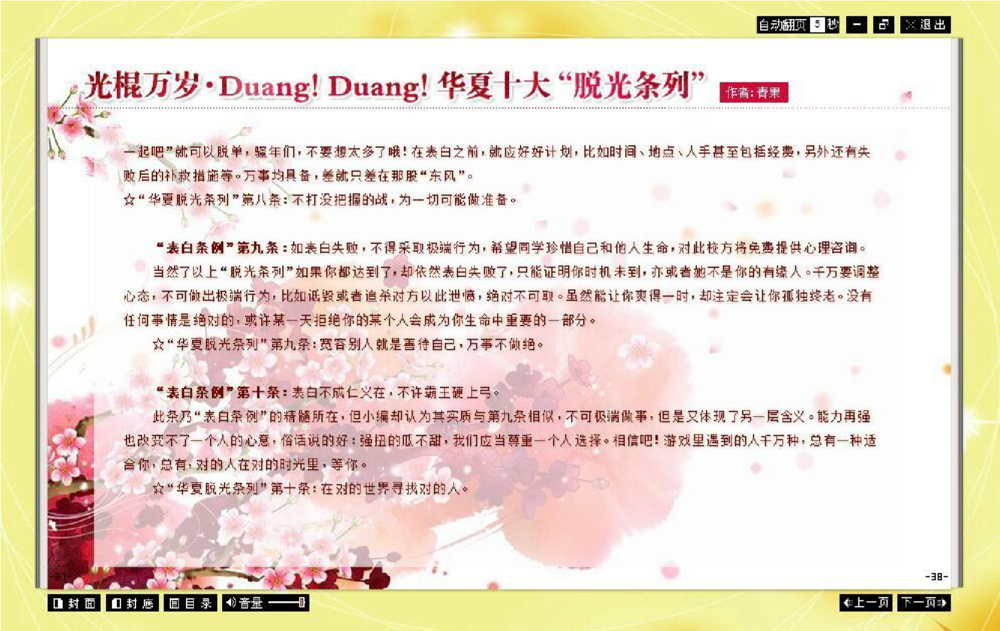 自动翻页 5 秒
退出
光棍万岁·Duang! Duang! 华夏十大“脱光条列”
作者:青果
一起吧”就可以脱单,骚年们,不要想太多了哦!在表白之前,就应好好计划,比如时间、地点、人手甚至包括经费,另外还有失
败后的补救措施等。万事均具备,差就只差在那股“东风”。
☆“华夏脱光条列”第八条:不打没把握的战,为一切可能做准备。
“表白条例”第九条:如表白失败,不得采取极端行为,希望同学珍惜自己和他人生命,对此校方将免费提供心理咨询。
当然了以上“脱光条列”如果你都达到了,却依然表白失败了,只能证明你时机未到,亦或者她不是你的有缘人。千万要调整
心态,不可做出极端行为,比如诋毁或者追杀对方以此泄愤,绝对不可取。虽然能让你爽得一时,却注定会让你孤独终老。没有
任何事情是绝对的,或许某一天拒绝你的某个人会成为你生命中重要的一部分。
☆“华夏脱光条列”第九条:宽容别人就是善待自己,万事不做绝。
“表白条例”第十条:表白不成仁义在,不许霸王硬上弓。
此条乃“表白条例”的精髓所在,但小编却认为其实质与第九条相似,不可极端做事,但是又体现了另一层含义。能力再强
也改变不了一个人的心意,俗话说的好:强扭的瓜不甜,我们应当尊重一个人选择。相信吧!游戏里遇到的人千万种,总有一种适
合你,总有,对的人在对的时光里,等你。
☆“华夏脱光条列”第十条:在对的世界寻找对的人。
-37-
-38-
封面
封底
目录
音量
上一页
下一页